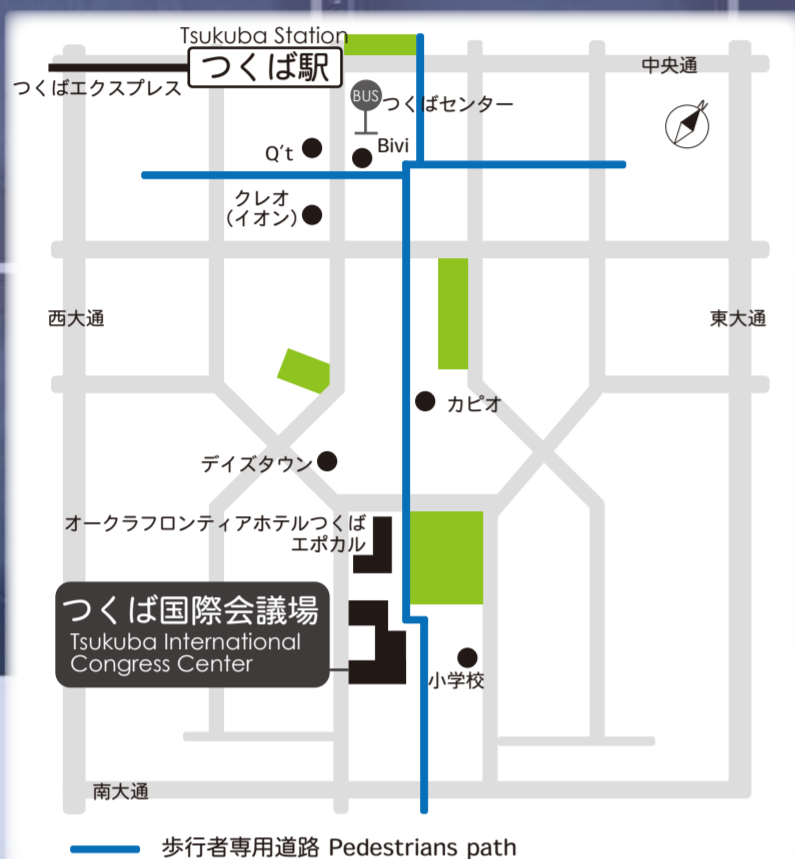 Tsukuba Station
つくば駅
中央通
つくばエクスプレス
BUS
つくばセンター
Q't
Bivi
クレオ
(イオン)
西大通
東大通
カピオ
デイズタウン
オークラフロンティアホテルつくば
エポカル
つくば国際会議場
Tsukuba International
Congress Center
小学校
南大通
歩行者専用道路 Pedestrians path